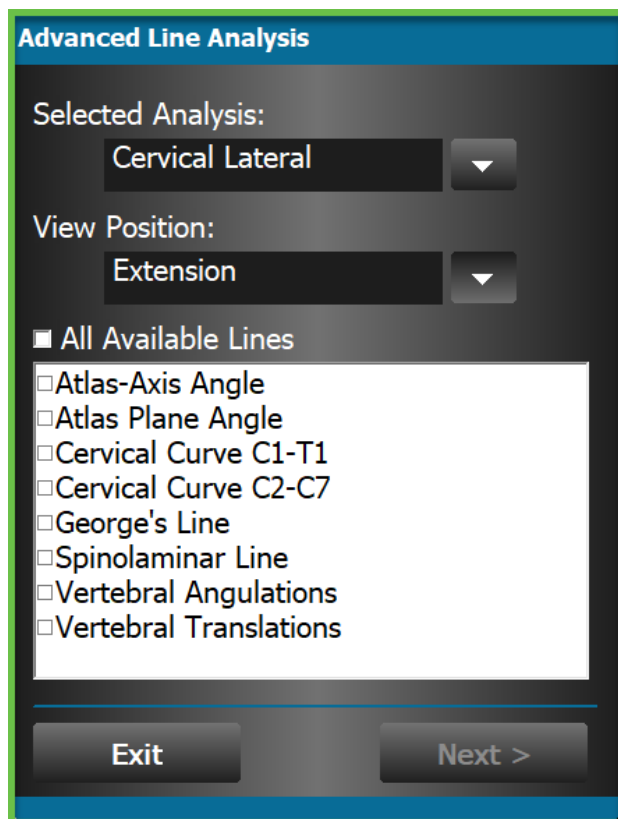 Advanced Line Analysis
Selected Analysis:
Cervical Lateral
View Position:
Extension
All Available Lines
Atlas-Axis Angle
Atlas Plane Angle
Cervical Curve C1-T1
Cervical Curve C2-C7
George's Line
Spinolaminar Line
Vertebral Angulations
Vertebral Translations
Exit
Next >